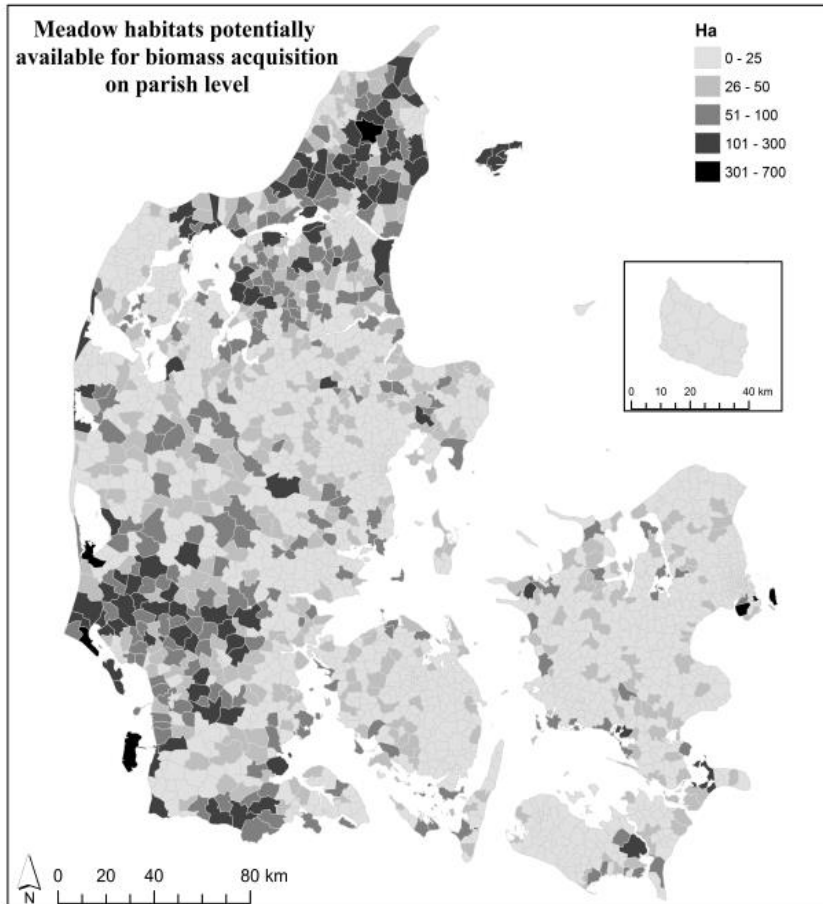 Meadow habitats potentially
available for biomass acquisition
on parish level
Ha
0 - 25
26 - 50
51 - 100
101 - 300
301 - 700
0 10 20 40 km
N
0 20 40 80 km